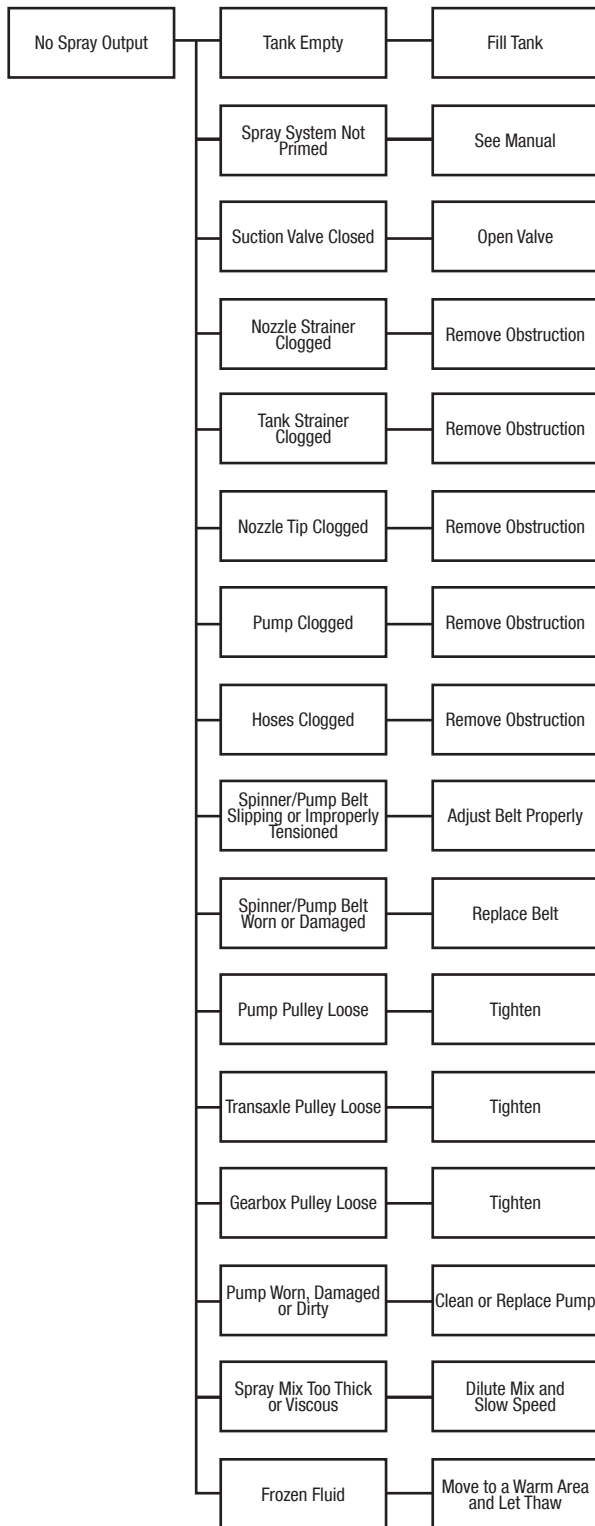 No Spray Output
Tank Empty
Fill Tank
Spray System Not
Primed
See Manual
Suction Valve Closed
Open Valve
Nozzle Strainer
Clogged
Remove Obstruction
Tank Strainer
Clogged
Remove Obstruction
Nozzle Tip Clogged
Remove Obstruction
Pump Clogged
Remove Obstruction
Hoses Clogged
Remove Obstruction
Spinner/Pump Belt
Slipping or Improperly
Tensioned
Adjust Belt Properly
Spinner/Pump Belt
Worn or Damaged
Replace Belt
Pump Pulley Loose
Tighten
Transaxle Pulley Loose
Tighten
Gearbox Pulley Loose
Tighten
Pump Worn, Damaged
or Dirty
Clean or Replace Pump
Spray Mix Too Thick
or Viscous
Dilute Mix and
Slow Speed
Frozen Fluid
Move to a Warm Area
and Let Thaw